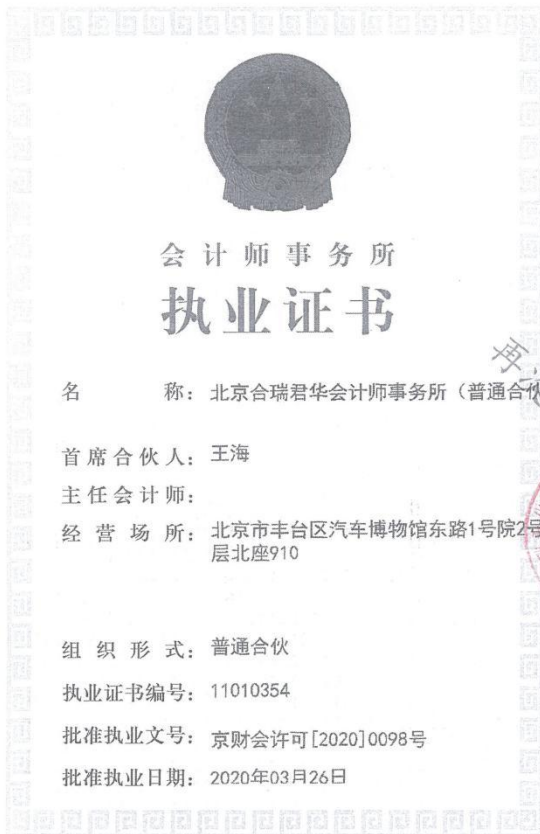 会计师事务所
执业证书
再
名 称：北京合瑞君华会计师事务所（普通合伙
首席合伙人：王海
主任会计师：
经营场所：北京市丰台区汽车博物馆东路1号院2号
层北座910
组织形式：普通合伙
执业证书编号：11010354
批准执业文号：京财会许可[2020]0098号
批准执业日期：2020年03月26日